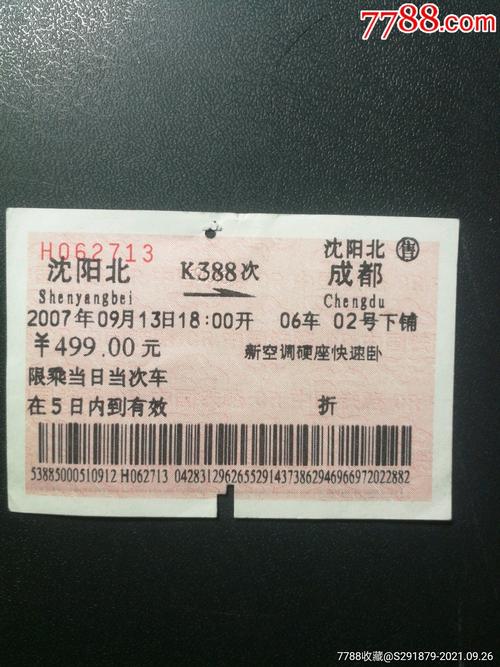 7788.com
H062713
沈阳北 售
沈阳北 K388次 成都
Shenyangbei Chengdu
2007年09月13日18:00开 06车 02号下铺
¥499.00元 新空调硬座快速卧
限乘当日当次车
在5日内到有效 折
53885000510912 H062713 04283129626552914373862946966972022882
7788收藏@S291879-2021.09.26